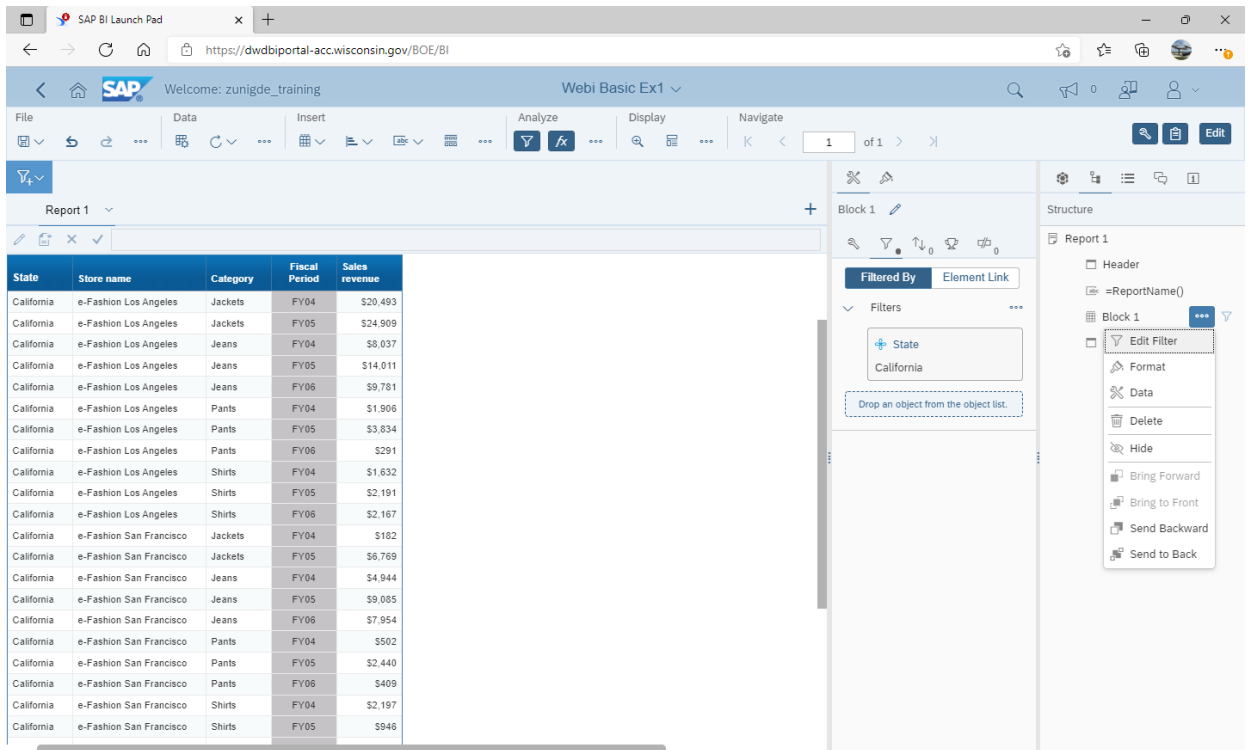 SAP BI Launch Pad
https://dwdbiportal-acc.wisconsin.gov/BOE/BI
SAP Welcome: zunigde_training Webi Basic Ex1 0
File Data Insert Analyze Display Navigate
abc fx 1 of 1 Edit
Report 1
Block 1
Structure
0 0
Filtered By Element Link
Filters
State
California
Drop an object from the object list.
Report 1
Header
=ReportName()
Block 1
Edit Filter
Format
Data
Delete
Hide
Bring Forward
Bring to Front
Send Backward
Send to Back
State Store name Category Fiscal Period Sales revenue
California e-Fashion Los Angeles Jackets FY04 $20,493
California e-Fashion Los Angeles Jackets FY05 $24,909
California e-Fashion Los Angeles Jeans FY04 $8,037
California e-Fashion Los Angeles Jeans FY05 $14,011
California e-Fashion Los Angeles Jeans FY06 $9,781
California e-Fashion Los Angeles Pants FY04 $1,906
California e-Fashion Los Angeles Pants FY05 $3,834
California e-Fashion Los Angeles Pants FY06 $291
California e-Fashion Los Angeles Shirts FY04 $1,632
California e-Fashion Los Angeles Shirts FY05 $2,191
California e-Fashion Los Angeles Shirts FY06 $2,167
California e-Fashion San Francisco Jackets FY04 $182
California e-Fashion San Francisco Jackets FY05 $6,769
California e-Fashion San Francisco Jeans FY04 $4,944
California e-Fashion San Francisco Jeans FY05 $9,085
California e-Fashion San Francisco Jeans FY06 $7,954
California e-Fashion San Francisco Pants FY04 $502
California e-Fashion San Francisco Pants FY05 $2,440
California e-Fashion San Francisco Pants FY06 $409
California e-Fashion San Francisco Shirts FY04 $2,197
California e-Fashion San Francisco Shirts FY05 $946